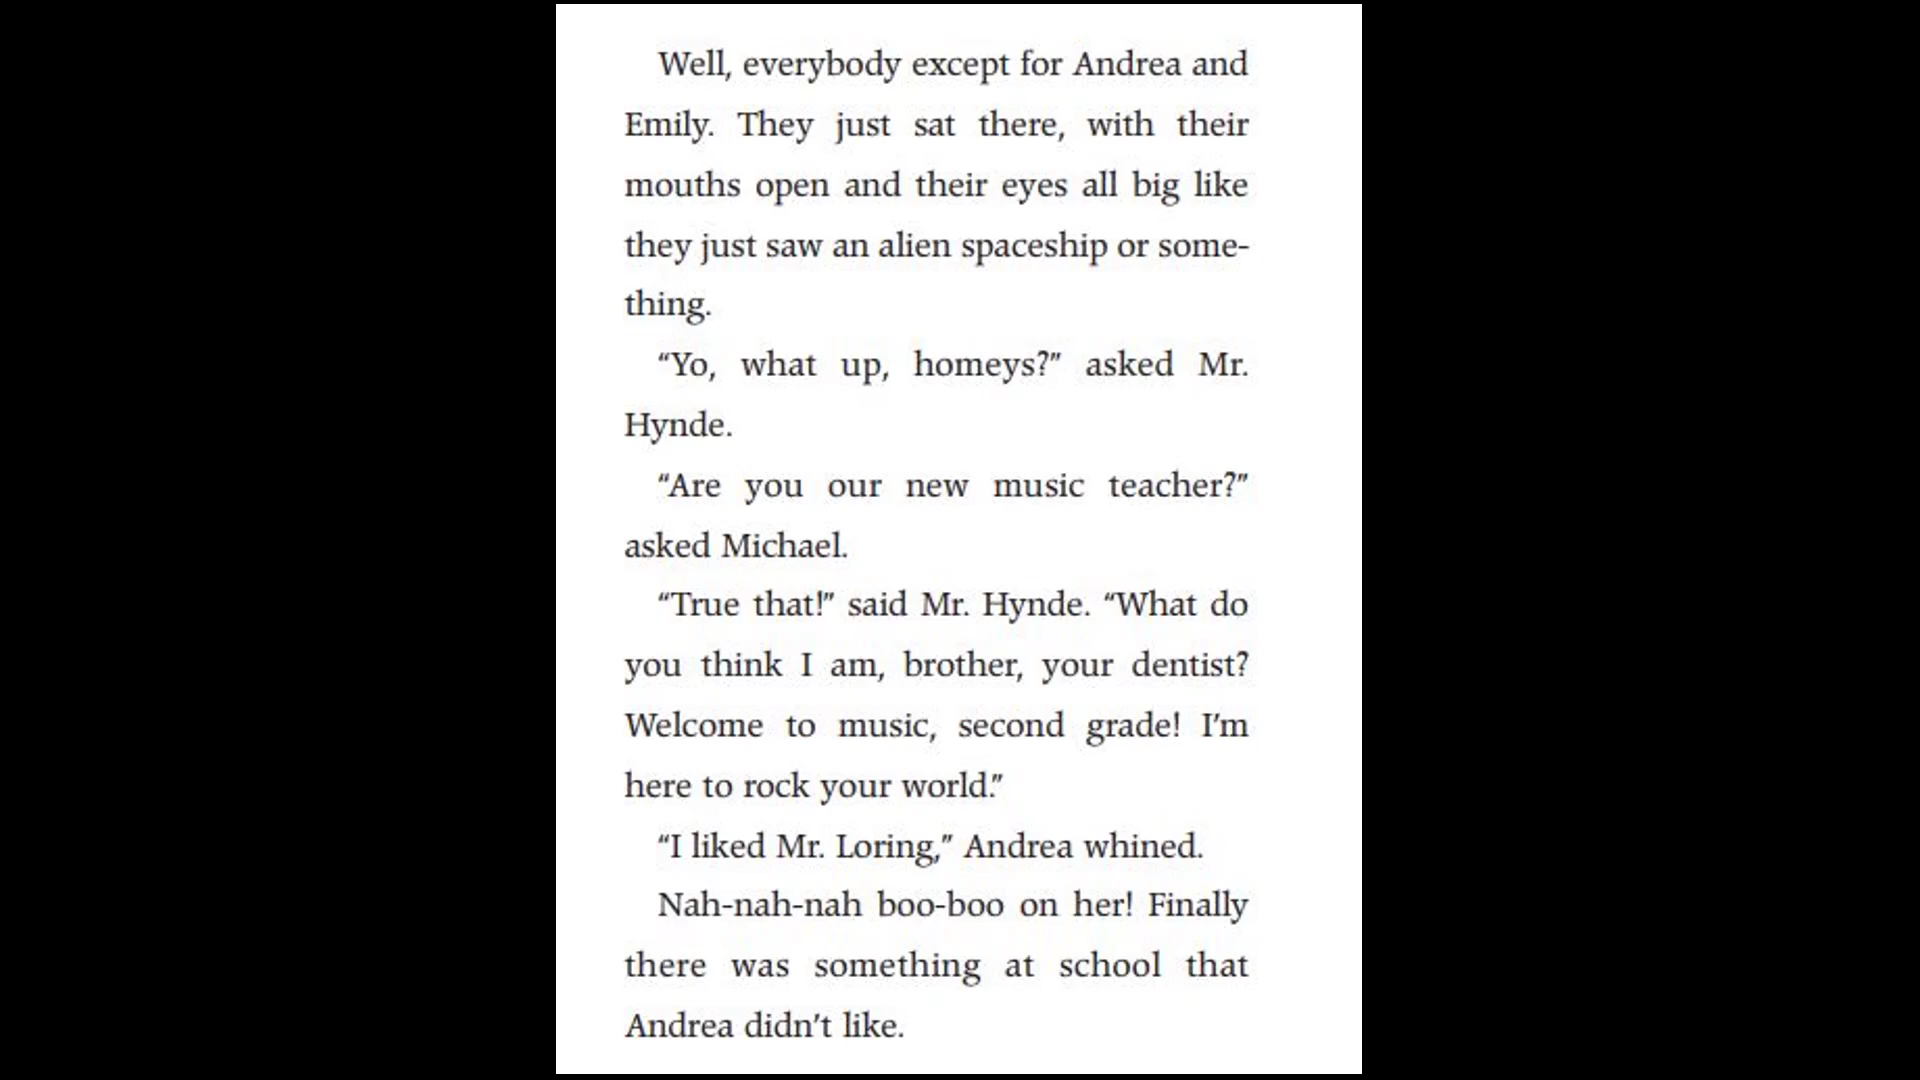 Well, everybody except for Andrea and
Emily. They just sat there, with their
mouths open and their eyes all big like
they just saw an alien spaceship or some-
thing.
“Yo, what up, homeys?” asked Mr.
Hynde.
“Are you our new music teacher?”
asked Michael.
“True that!” said Mr. Hynde. “What do
you think I am, brother, your dentist?
Welcome to music, second grade! I’m
here to rock your world.”
“I liked Mr. Loring,” Andrea whined.
Nah-nah-nah boo-boo on her! Finally
there was something at school that
Andrea didn’t like.